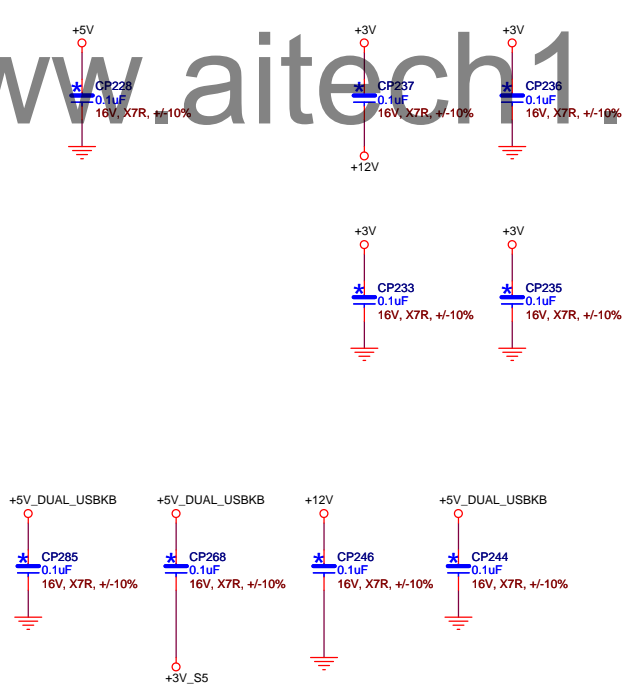 +5V
+3V
+3V
ww.aitech1.
*
CP228
0.1uF
16V, X7R, +/-10%
*
CP237
0.1uF
16V, X7R, +/-10%
*
CP236
0.1uF
16V, X7R, +/-10%
+12V
+3V
+3V
*
CP233
0.1uF
16V, X7R, +/-10%
*
CP235
0.1uF
16V, X7R, +/-10%
+5V_DUAL_USBKB
+5V_DUAL_USBKB
+12V
+5V_DUAL_USBKB
*
CP285
0.1uF
16V, X7R, +/-10%
*
CP268
0.1uF
16V, X7R, +/-10%
*
CP246
0.1uF
16V, X7R, +/-10%
*
CP244
0.1uF
16V, X7R, +/-10%
+3V_S5